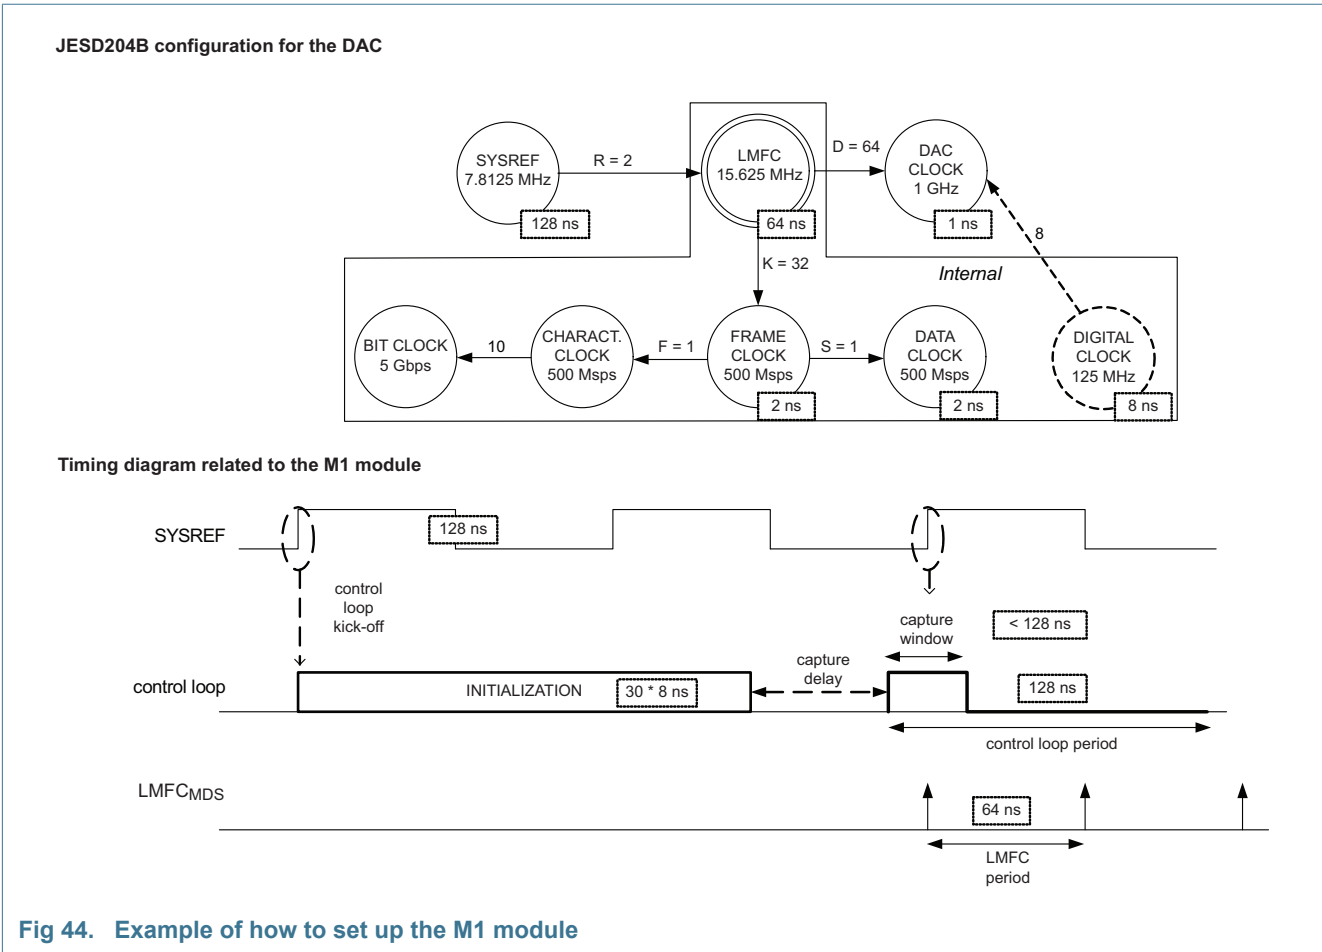 JESD204B configuration for the DAC
SYSREF
7.8125 MHz
128 ns
R = 2
LMFC
15.625 MHz
64 ns
D = 64
DAC
CLOCK
1 GHz
1 ns
8
K = 32
Internal
BIT CLOCK
5 Gbps
10
CHARACT.
CLOCK
500 Msps
F = 1
FRAME
CLOCK
500 Msps
2 ns
S = 1
DATA
CLOCK
500 Msps
2 ns
DIGITAL
CLOCK
125 MHz
8 ns
Timing diagram related to the M1 module
SYSREF
128 ns
control
loop
kick-off
capture
window
< 128 ns
capture
delay
control loop
INITIALIZATION
30 * 8 ns
128 ns
control loop period
LMFCMDS
64 ns
LMFC
period
Fig 44. Example of how to set up the M1 module